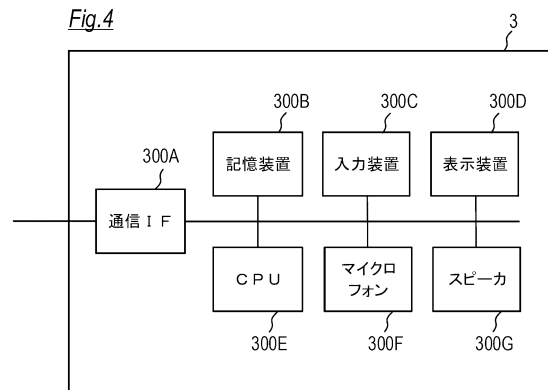 Fig.4
3
300B
300C
300D
300A
記憶装置
入力装置
表示装置
通信ＩＦ
ＣＰＵ
マイクロ
フォン
スピーカ
300E
300F
300G